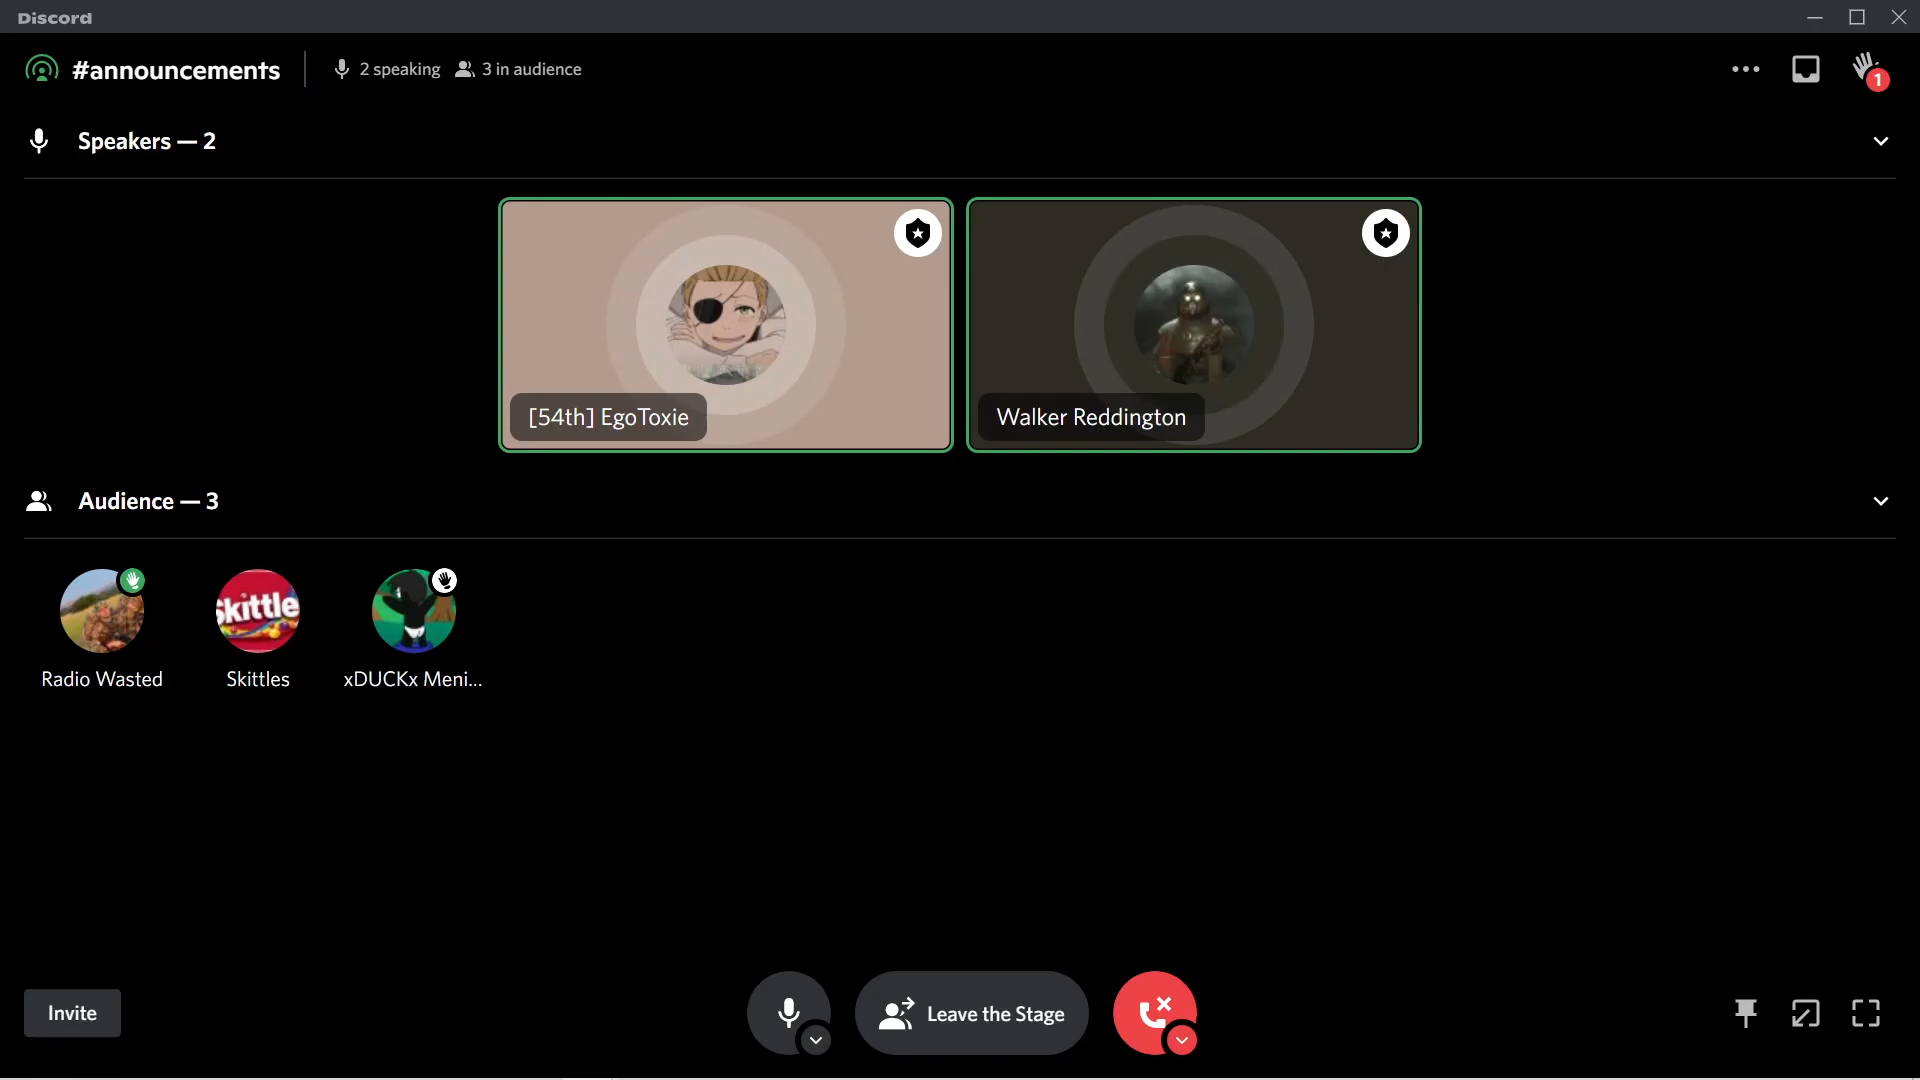 Discord
#announcements
2 speaking
3 in audience
1
Speakers — 2
[54th] EgoToxie
Walker Reddington
Audience — 3
kittle
Radio Wasted
Skittles
xDUCKx Meni...
Invite
Leave the Stage